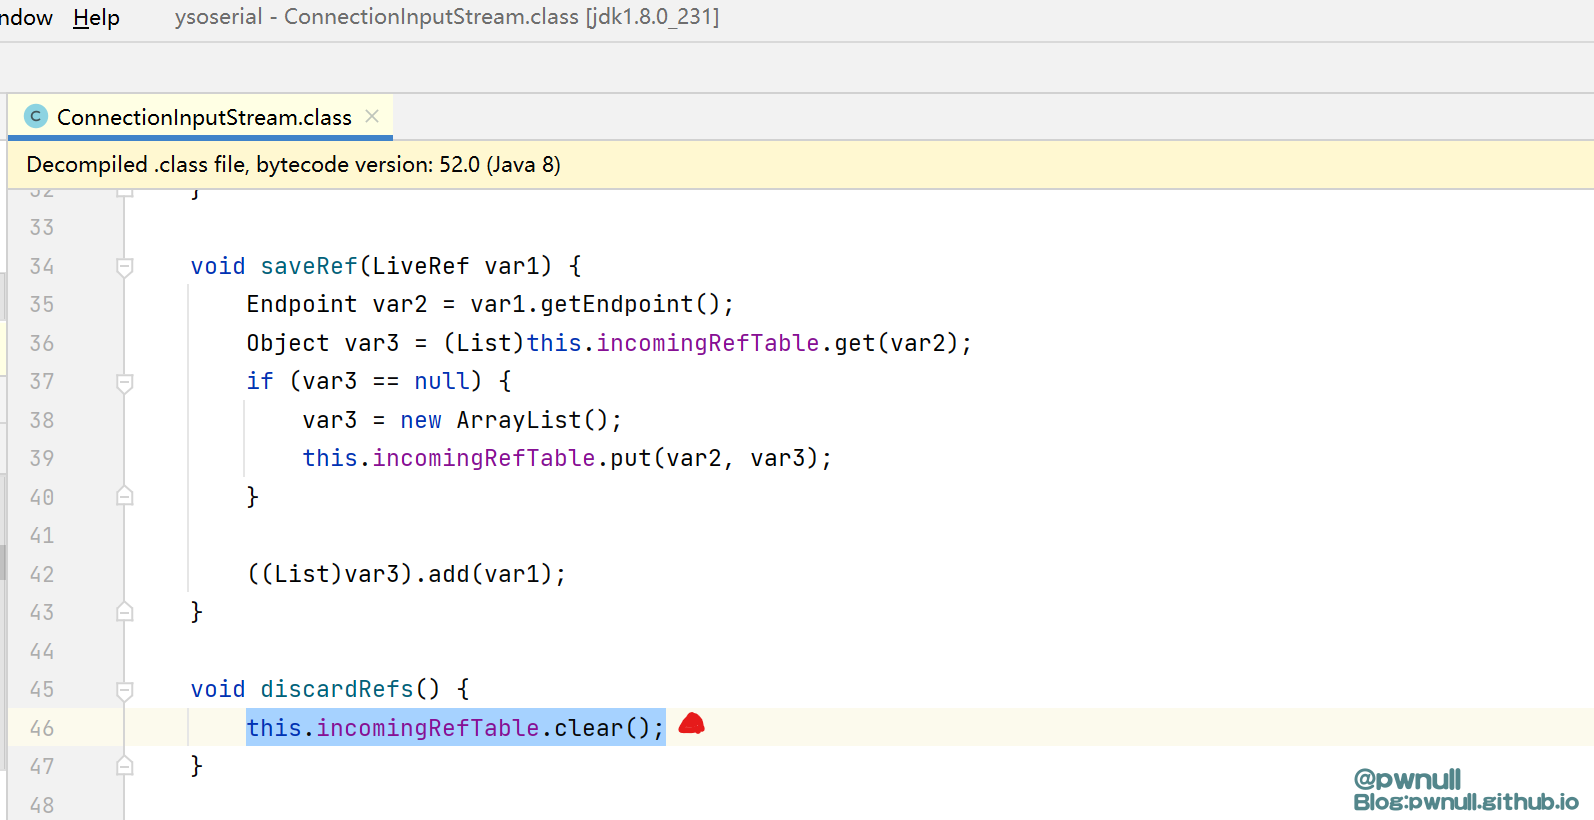 ndow Help ysoserial - ConnectionInputStream.class [jdk1.8.0_231]
C ConnectionInputStream.class ×
Decompiled .class file, bytecode version: 52.0 (Java 8)
32 }
33
34 void saveRef(LiveRef var1) {
35 Endpoint var2 = var1.getEndpoint();
36 Object var3 = (List)this.incomingRefTable.get(var2);
37 if (var3 == null) {
38 var3 = new ArrayList();
39 this.incomingRefTable.put(var2, var3);
40 }
41
42 ((List)var3).add(var1);
43 }
44
45 void discardRefs() {
46 this.incomingRefTable.clear();
47 }
48
@pwnull
Blog:pwnull.github.io